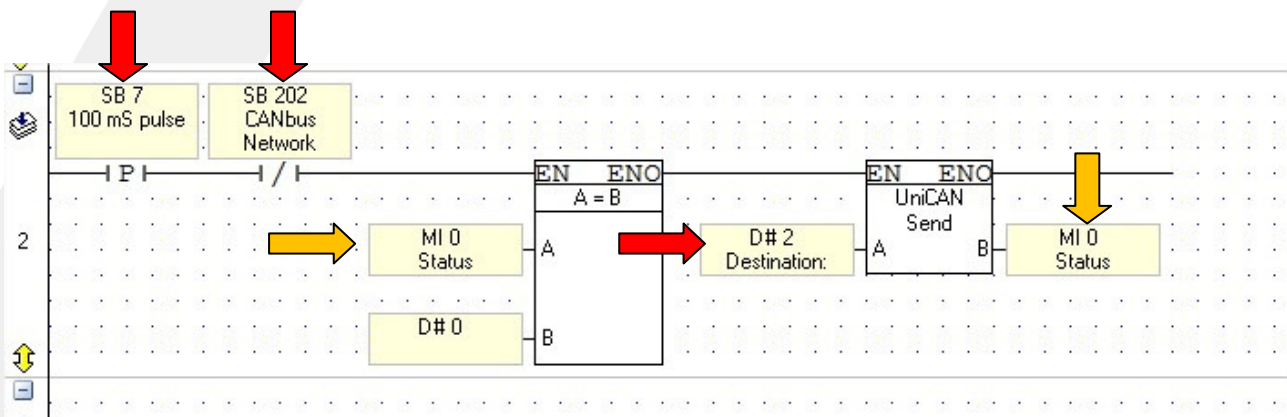 SB 7
100 mS pulse
SB 202
CANbus
Network
P
/
EN ENO
A = B
EN ENO
UniCAN
Send
2
MI 0
Status
A
D# 2
Destination:
A
B
MI 0
Status
D# 0
B